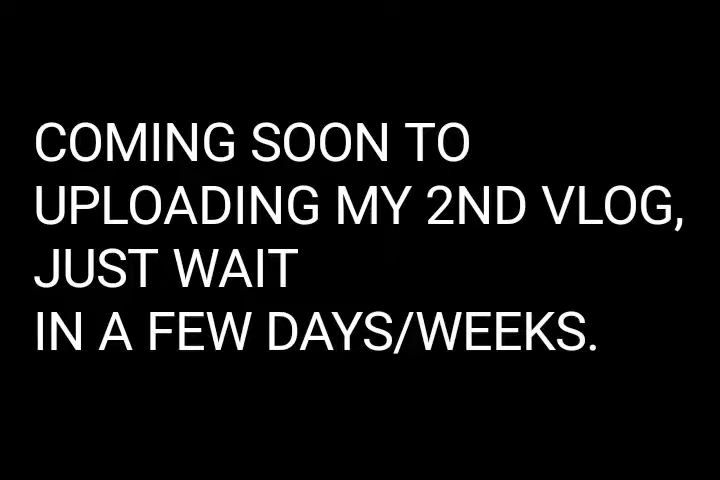 COMING SOON TO
UPLOADING MY 2ND VLOG,
JUST WAIT
IN A FEW DAYS/WEEKS.